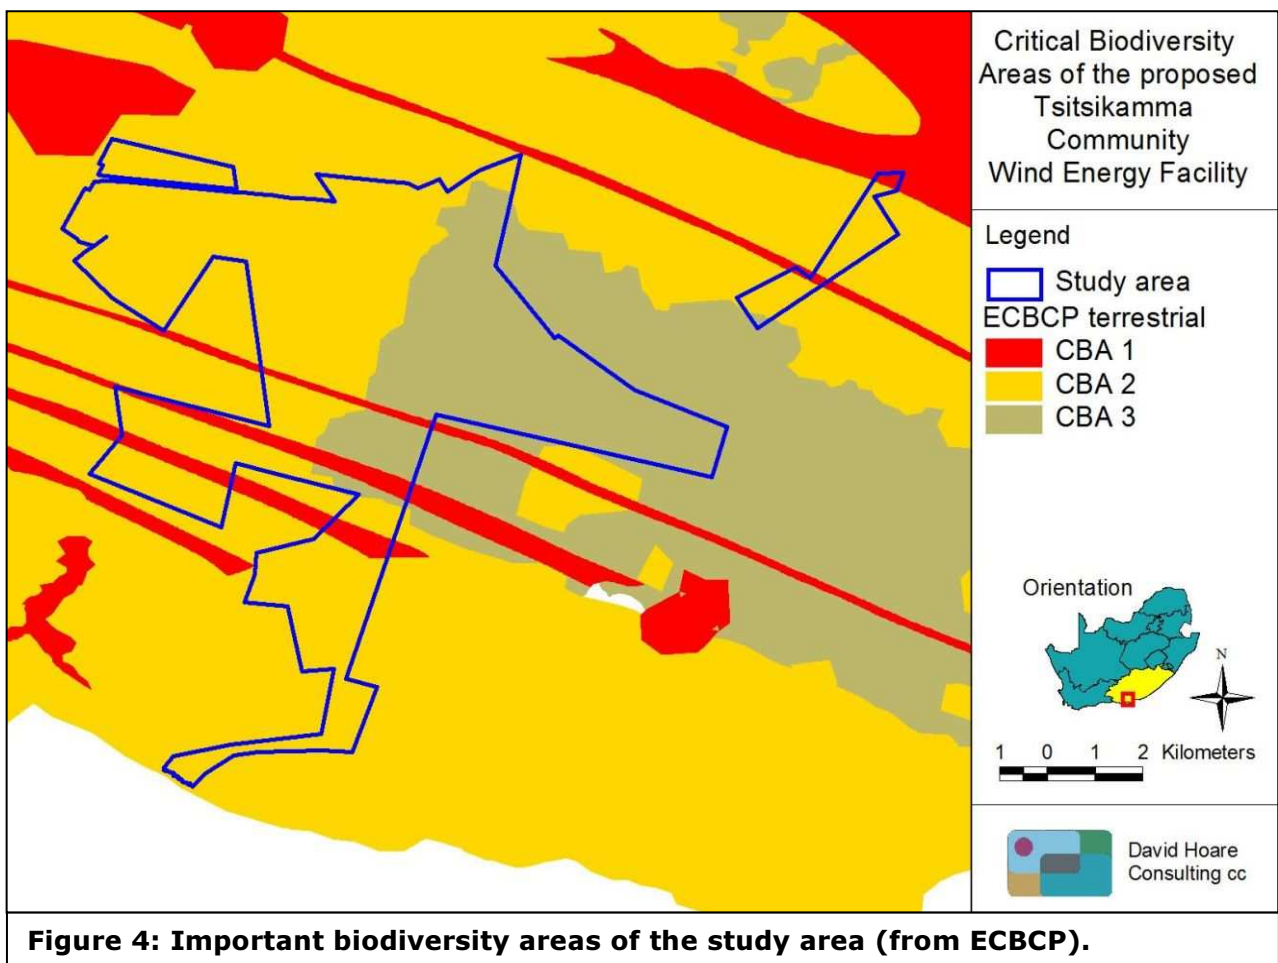 Critical Biodiversity
Areas of the proposed
Tsitsikamma
Community
Wind Energy Facility
Legend
Study area
ECBCP terrestrial
CBA 1
CBA 2
CBA 3
Orientation
N
1 0 1 2 Kilometers
David Hoare
Consulting cc
Figure 4: Important biodiversity areas of the study area (from ECBCP).